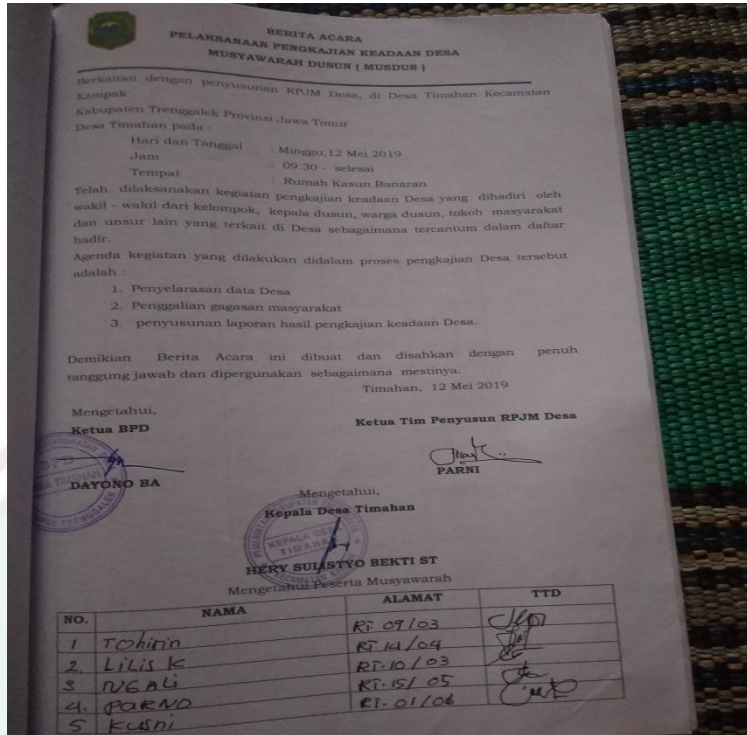 BERITA ACARA
PELAKSANAAN PENGKAJIAN KEADAAN DESA
MUSYAWARAH DUSUN ( MUSDUS )
Berkaitan dengan penyusunan RPJM Desa, di Desa Timahan Kecamatan
Kampak
Kabupaten Trenggalek Provinsi Jawa Timur
Desa Timahan pada :
Hari dan Tanggal : Minggu,12 Mei 2019
Jam : 09.30 - selesai
Tempat : Rumah Kasun Banaran
Telah dilaksanakan kegiatan pengkajian keadaan Desa yang dihadiri oleh
wakil - wakil dari kelompok, kepala dusun, warga dusun, tokoh masyarakat
dan unsur lain yang terkait di Desa sebagaimana tercantum dalam daftar
hadir.
Agenda kegiatan yang dilakukan didalam proses pengkajian Desa tersebut
adalah :
1. Penyelarasan data Desa
2. Penggalian gagasan masyarakat
3. penyusunan laporan hasil pengkajian keadaan Desa.
Demikian Berita Acara ini dibuat dan disahkan dengan penuh
tanggung jawab dan dipergunakan sebagaimana mestinya.
Timahan, 12 Mei 2019
Mengetahui,
Ketua BPD
Ketua Tim Penyusun RPJM Desa
BPD
DAYONO BA
PARNI
Mengetahui,
Kepala Desa Timahan
KEPALA DESA
TIMAHAN
HERY SULISTYO BEKTI ST
Mengetahui Peserta Musyawarah
NO. NAMA ALAMAT TTD
1 Tohirin RT 09/03
2. LiLis K RT 14/04
3 NGALi RT.10/03
4. PARNO RT.15/05
5 Kusni RT.01/06